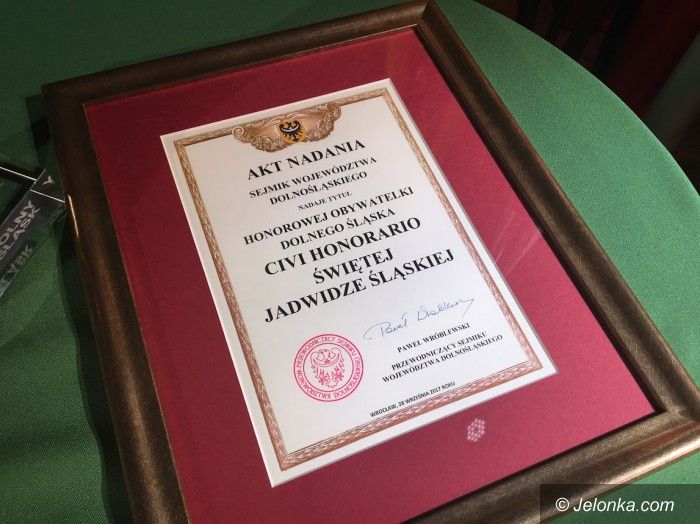 AKT NADANIA
SEJMIK WOJEWÓDZTWA
DOLNOŚLĄSKIEGO
NADAJE TYTUŁ
HONOROWEJ OBYWATELKI
DOLNEGO ŚLĄSKA
CIVI HONORARIO
ŚWIĘTEJ
JADWIDZE ŚLĄSKIEJ
PAWEŁ WRÓBLEWSKI
PRZEWODNICZĄCY SEJMIKU
WOJEWÓDZTWA DOLNOŚLĄSKIEGO
WROCŁAW, 28 WRZEŚNIA 2017 ROKU
© Jelonka.com